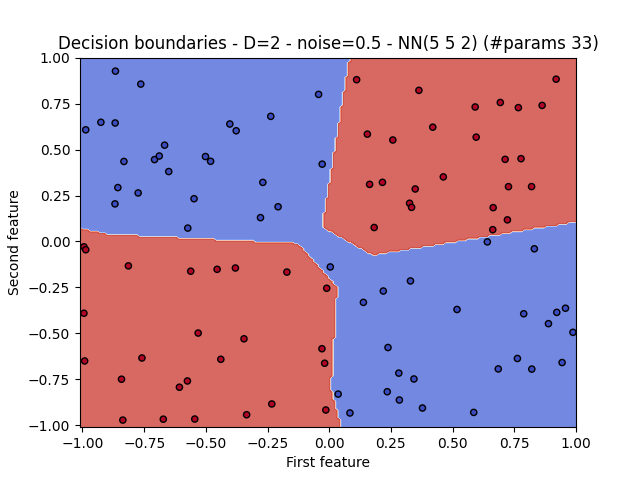 Decision boundaries - D=2 - noise=0.5 - NN(5 5 2) (#params 33)
1.00
0.75
0.50
0.25
0.00
−0.25
−0.50
−0.75
−1.00
Second feature
−1.00 −0.75 −0.50 −0.25 0.00 0.25 0.50 0.75 1.00
First feature